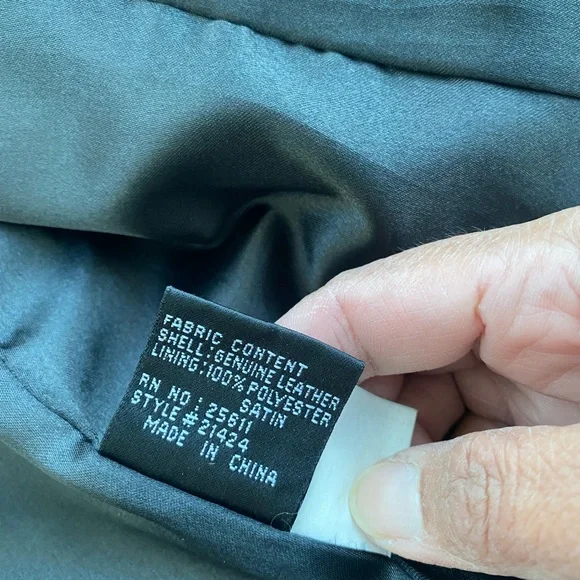 FABRIC CONTENT
SHELL:GENUINE LEATHER
LINING:100% POLYESTER
SATIN
RN NO: 25611
STYLE# 21424
MADE IN CHINA